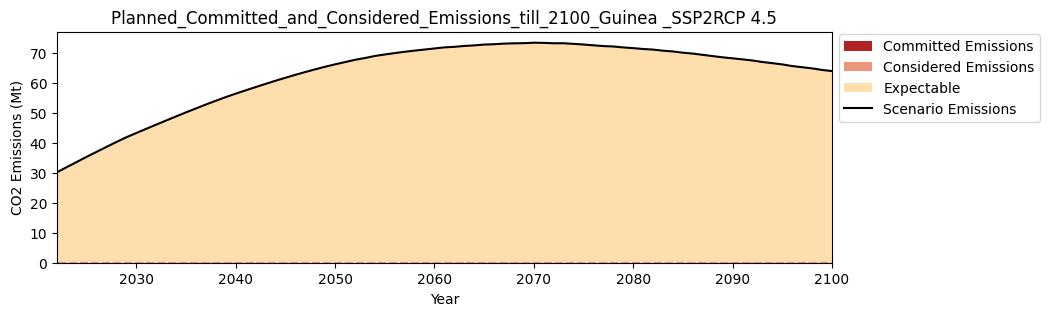 Planned_Committed_and_Considered_Emissions_till_2100_Guinea _SSP2RCP 4.5
CO2 Emissions (Mt)
70
60
50
40
30
20
10
0
2030 2040 2050 2060 2070 2080 2090 2100
Year
Committed Emissions
Considered Emissions
Expectable
Scenario Emissions